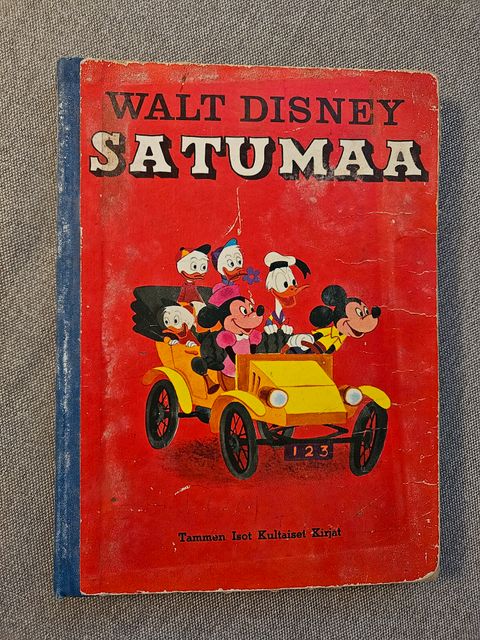 WALT DISNEY
SATUMAA
123
Tammen Isot Kultaiset Kirjat